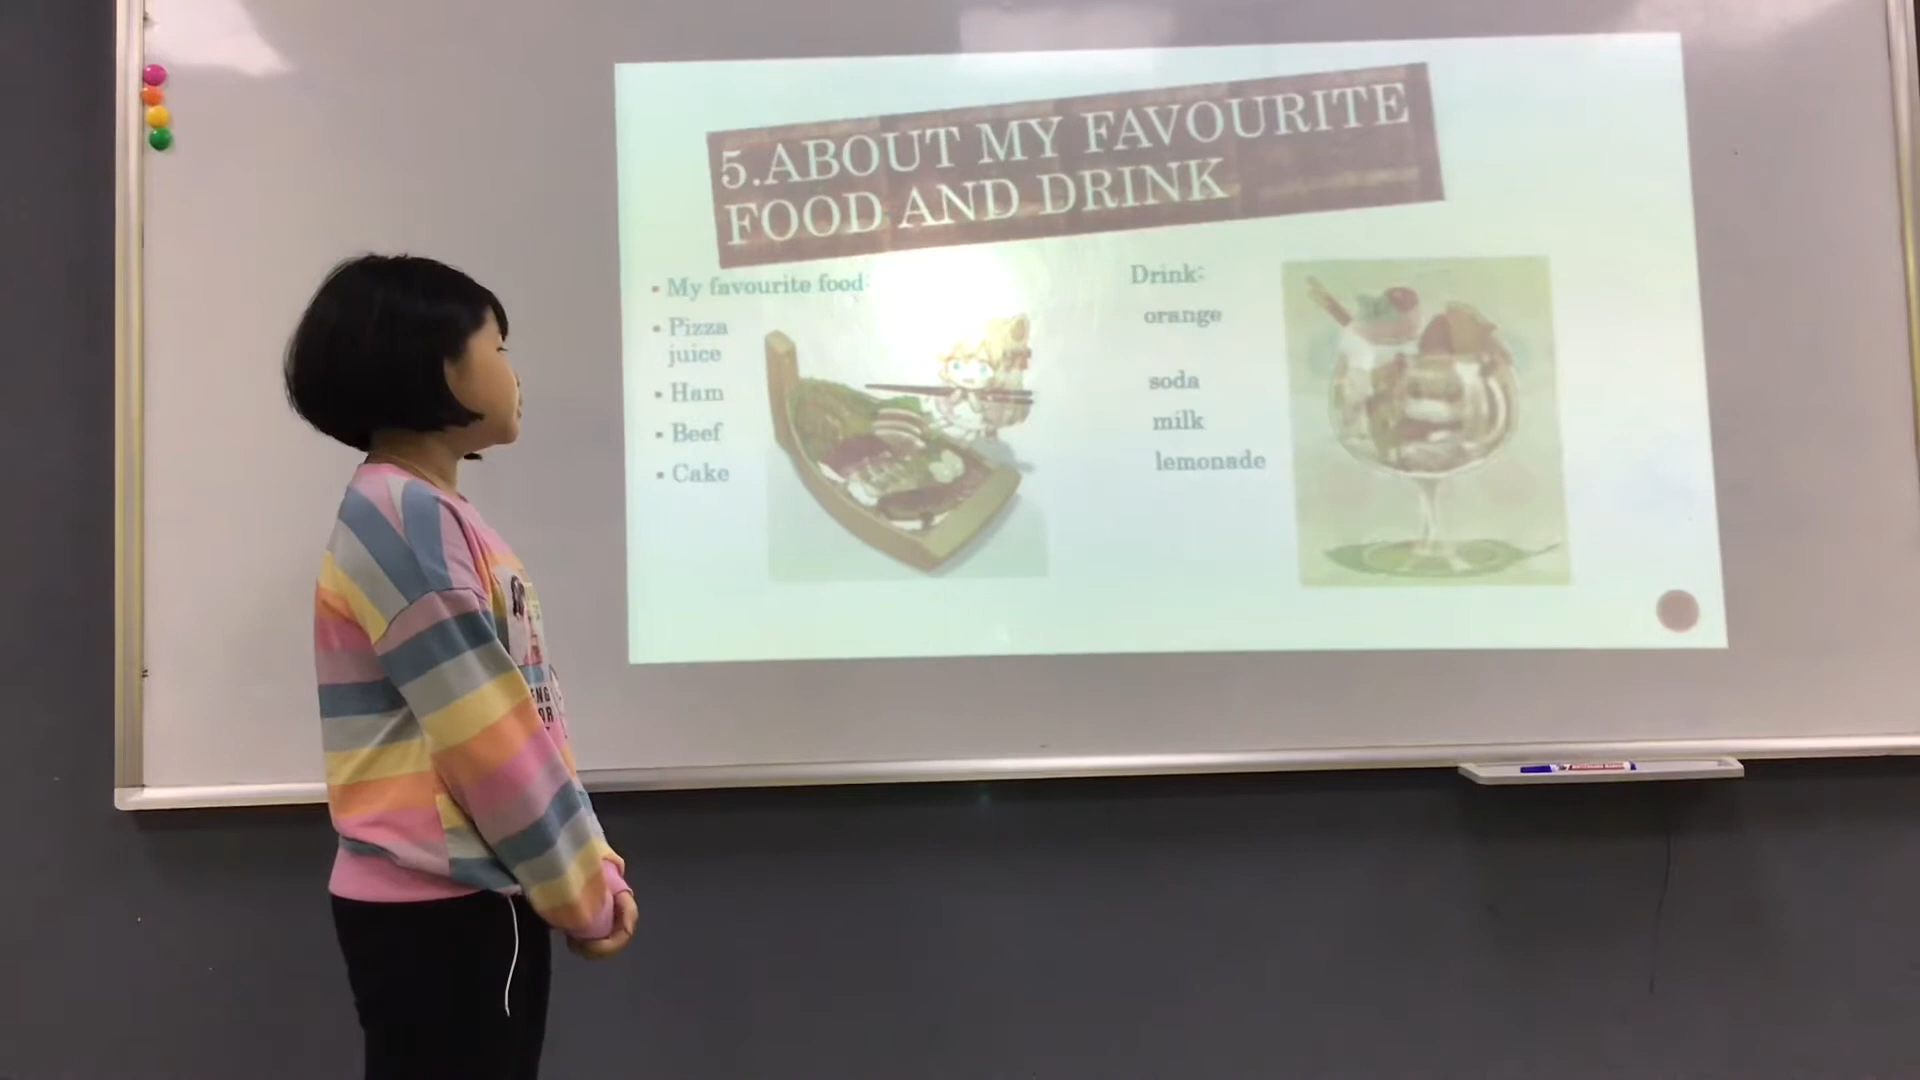 5.ABOUT MY FAVOURITE
FOOD AND DRINK
▪ My favourite food:
▪ Pizza
juice
▪ Ham
▪ Beef
▪ Cake
Drink:
orange
soda
milk
lemonade